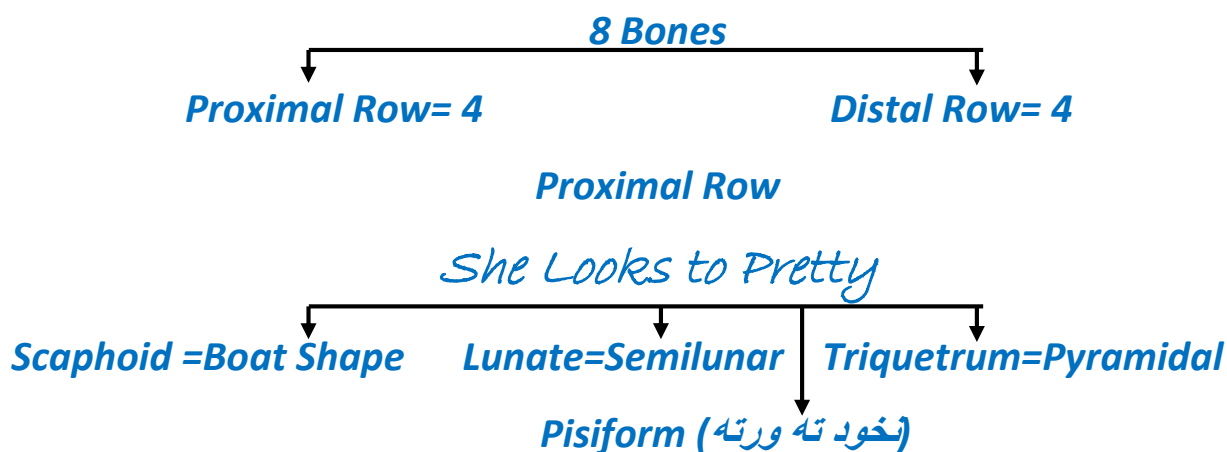 8 Bones
Proximal Row= 4 Distal Row= 4
Proximal Row
She Looks to Pretty
Scaphoid =Boat Shape Lunate=Semilunar Triquetrum=Pyramidal
Pisiform (نخود ته ورته)